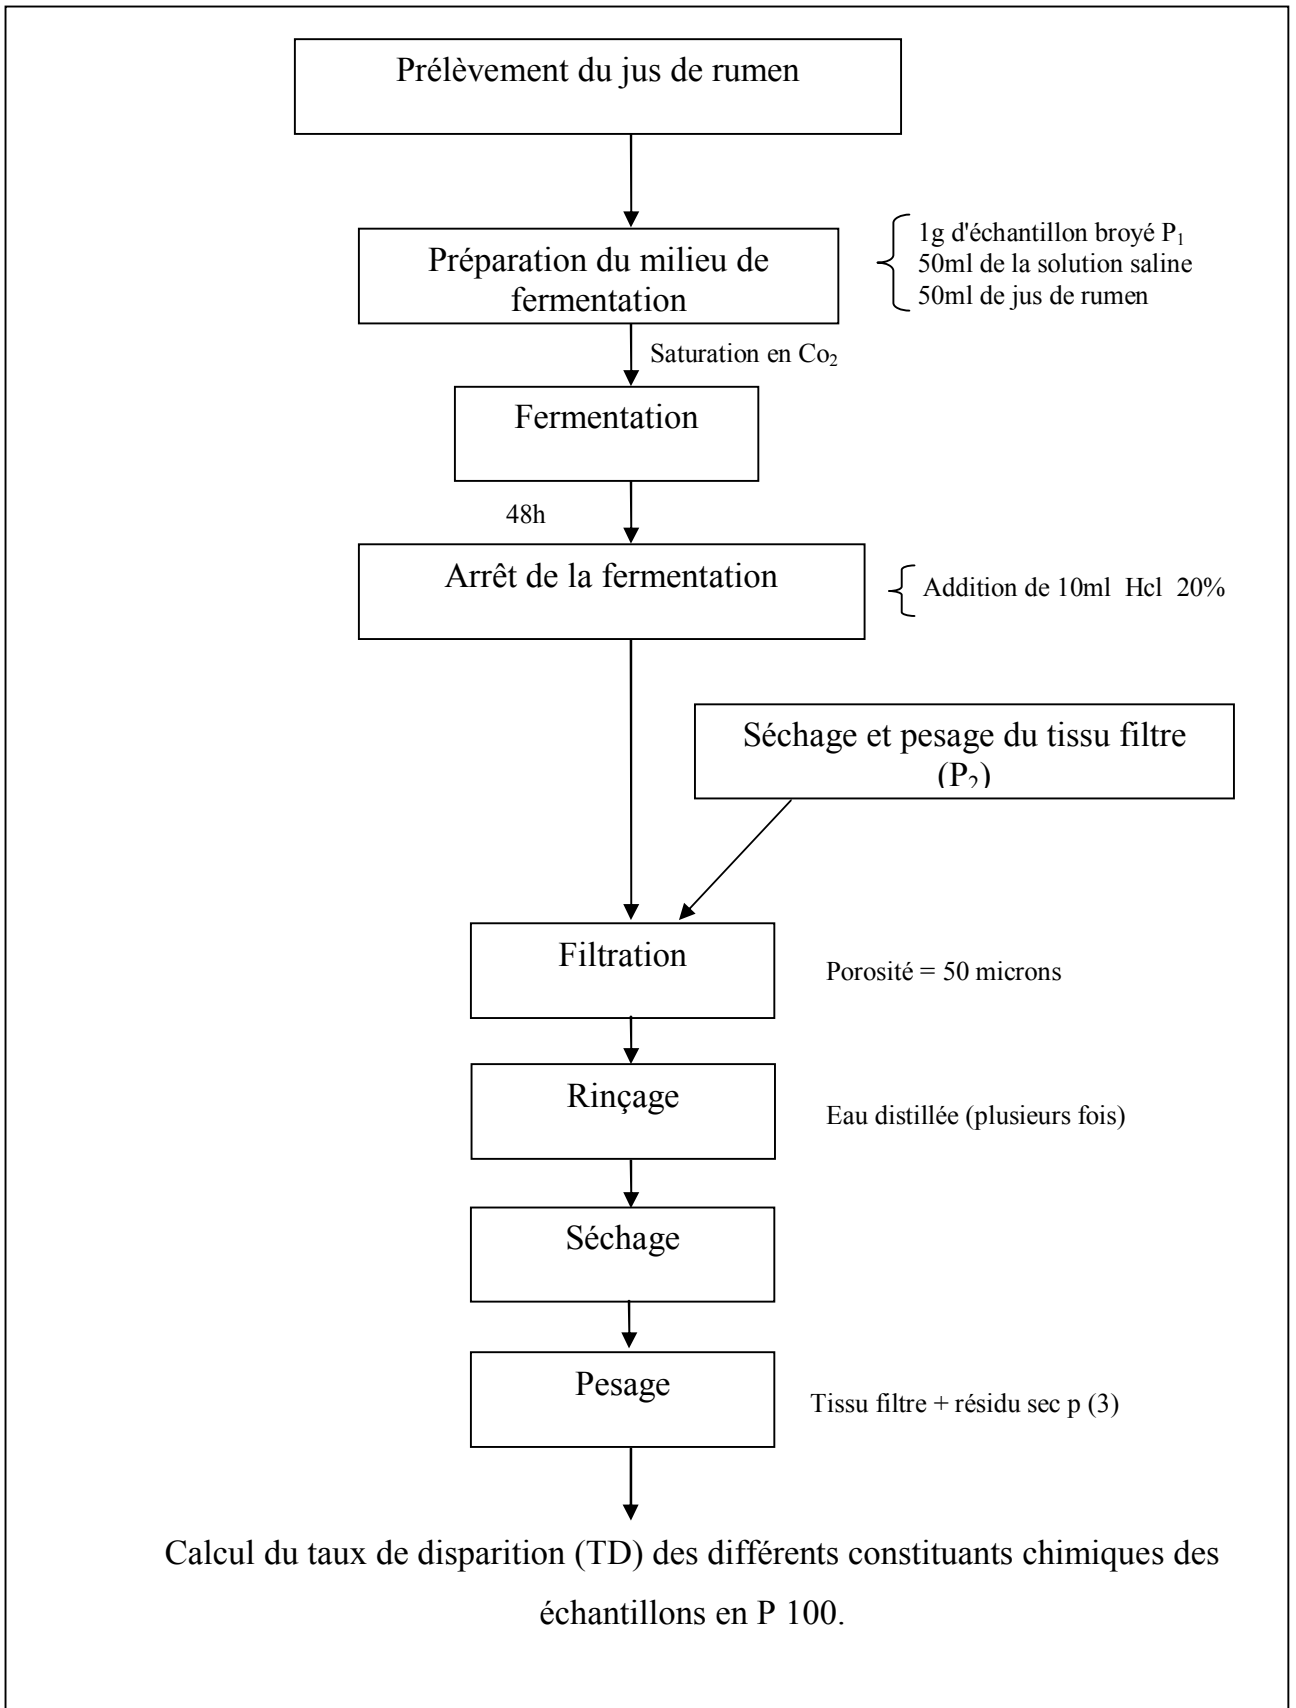 Prélèvement du jus de rumen
Préparation du milieu de
fermentation
1g d'échantillon broyé P₁
50ml de la solution saline
50ml de jus de rumen
Saturation en Co₂
Fermentation
48h
Arrêt de la fermentation
Addition de 10ml Hcl 20%
Séchage et pesage du tissu filtre
(P₂)
Filtration
Porosité = 50 microns
Rinçage
Eau distillée (plusieurs fois)
Séchage
Pesage
Tissu filtre + résidu sec p (3)
Calcul du taux de disparition (TD) des différents constituants chimiques des
échantillons en P 100.